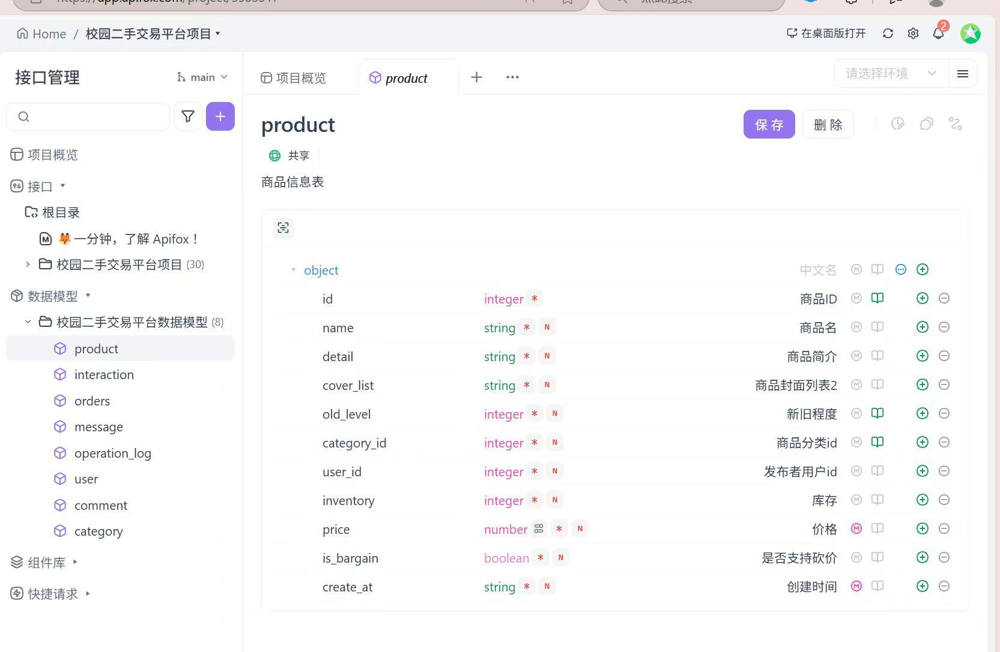 Home / 校园二手交易平台项目
在桌面版打开
2
接口管理
main
项目概览
product
请选择环境
项目概览
接口
根目录
一分钟，了解 Apifox！
校园二手交易平台项目 (30)
数据模型
校园二手交易平台数据模型 (8)
product
interaction
orders
message
operation_log
user
comment
category
组件库
快捷请求
product
保 存
删 除
共享
商品信息表
object 中文名
id integer * 商品ID
name string * N 商品名
detail string * N 商品简介
cover_list string * N 商品封面列表2
old_level integer * N 新旧程度
category_id integer * N 商品分类id
user_id integer * N 发布者用户id
inventory integer * N 库存
price number * N 价格
is_bargain boolean * N 是否支持砍价
create_at string * N 创建时间